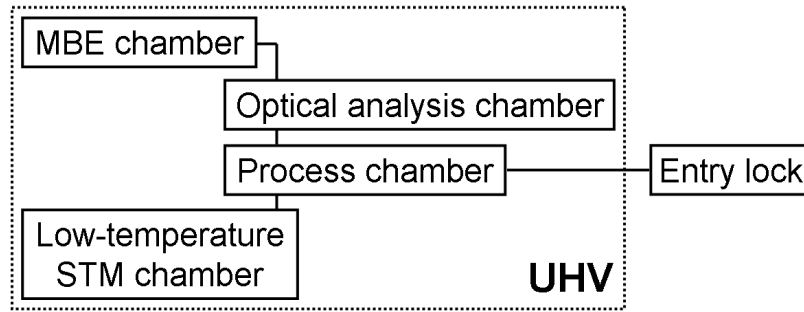 MBE chamber
Optical analysis chamber
Process chamber
Entry lock
Low-temperature
STM chamber
UHV